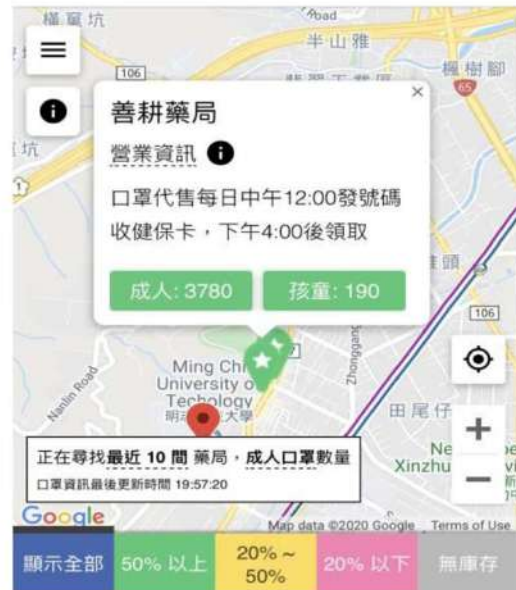 橫窠坑
Road
半山雅
106
楓樹腳
65
善耕藥局
營業資訊
口罩代售每日中午12:00發號碼
收健保卡,下午4:00後領取
成人: 3780
孩童: 190
106
Ming Chi
University of
Techology
Nanlin Road
Zhonggang
田尾仔
Xinzhu
正在尋找最近 10 間 藥局,成人口罩數量
口罩資訊最後更新時間 19:57:20
Google
Map data ©2020 Google
Terms of Use
顯示全部
50% 以上
20% ~
50%
20% 以下
無庫存